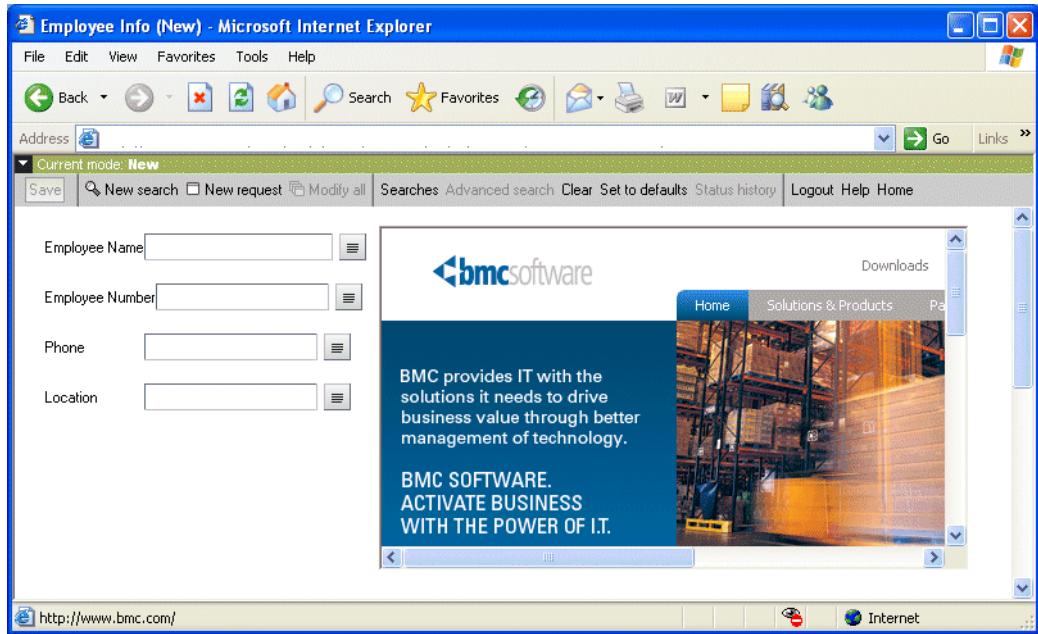 Employee Info (New) - Microsoft Internet Explorer
File Edit View Favorites Tools Help
Back Search Favorites
Address Go Links »
Current mode: New
Save New search New request Modify all Searches Advanced search Clear Set to defaults Status history Logout Help Home
Employee Name
Employee Number
Phone
Location
bmcsoftware
Downloads
Home Solutions & Products Pa
BMC provides IT with the
solutions it needs to drive
business value through better
management of technology.
BMC SOFTWARE.
ACTIVATE BUSINESS
WITH THE POWER OF I.T.
http://www.bmc.com/ Internet